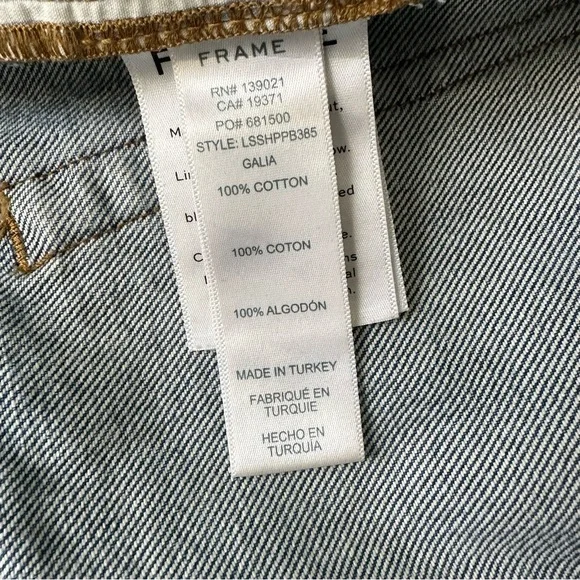 FRAME
RN# 139021
CA# 19371
PO# 681500
STYLE: LSSHPPB385
GALIA
100% COTTON
100% COTON
100% ALGODÓN
MADE IN TURKEY
FABRIQUÉ EN
TURQUIE
HECHO EN
TURQUÍA